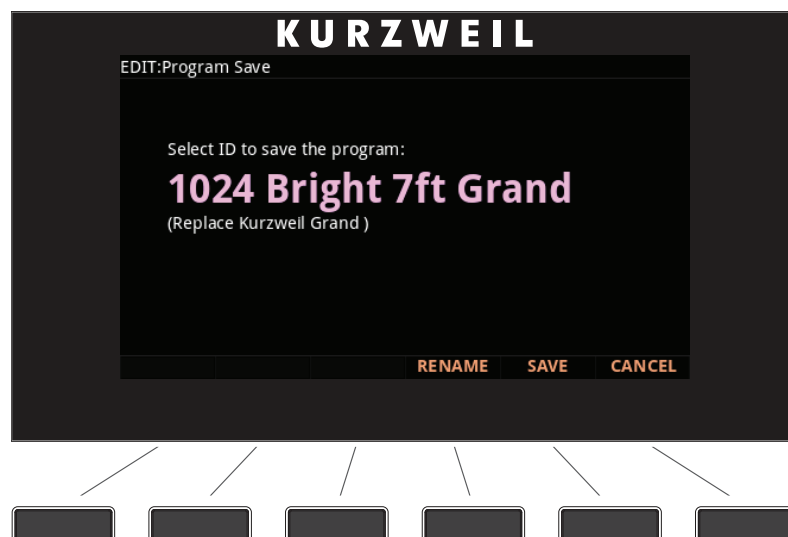 KURZWEIL
EDIT:Program Save
Select ID to save the program:
1024 Bright 7ft Grand
(Replace Kurzweil Grand )
RENAME SAVE CANCEL